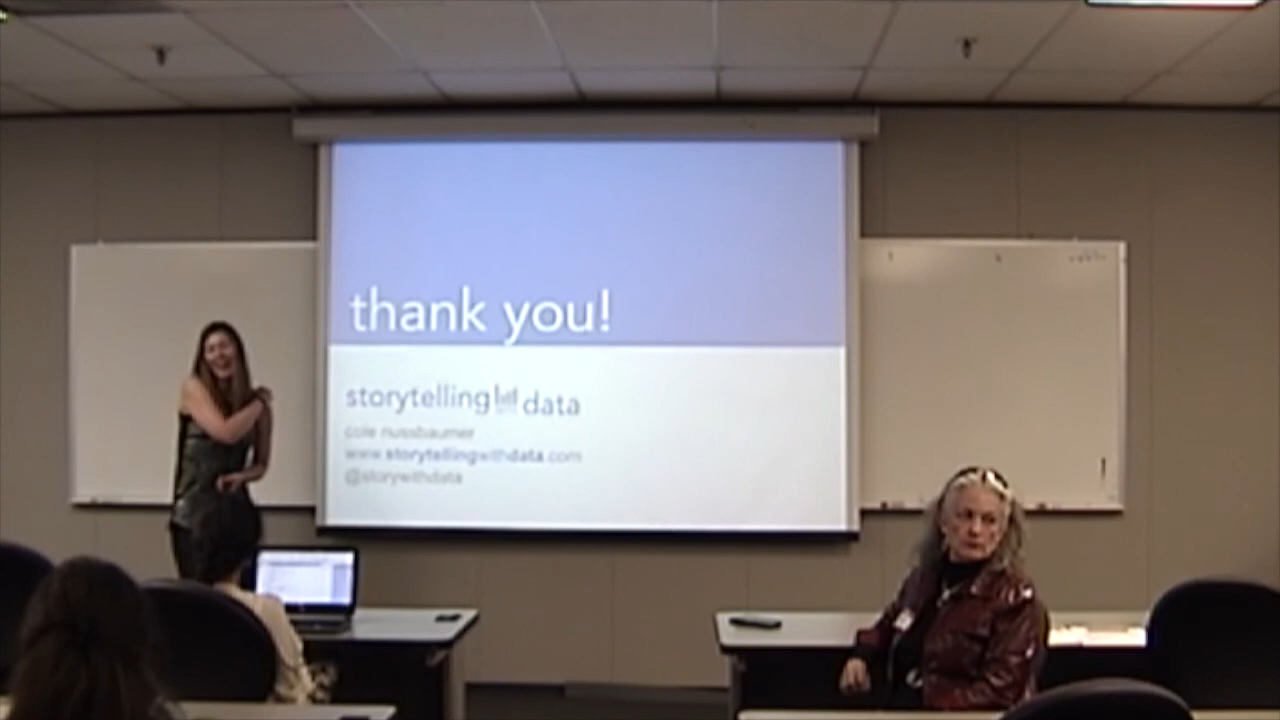 thank you!
storytelling data
cole nussbaumer
www.storytellingwithdata.com
@storywithdata